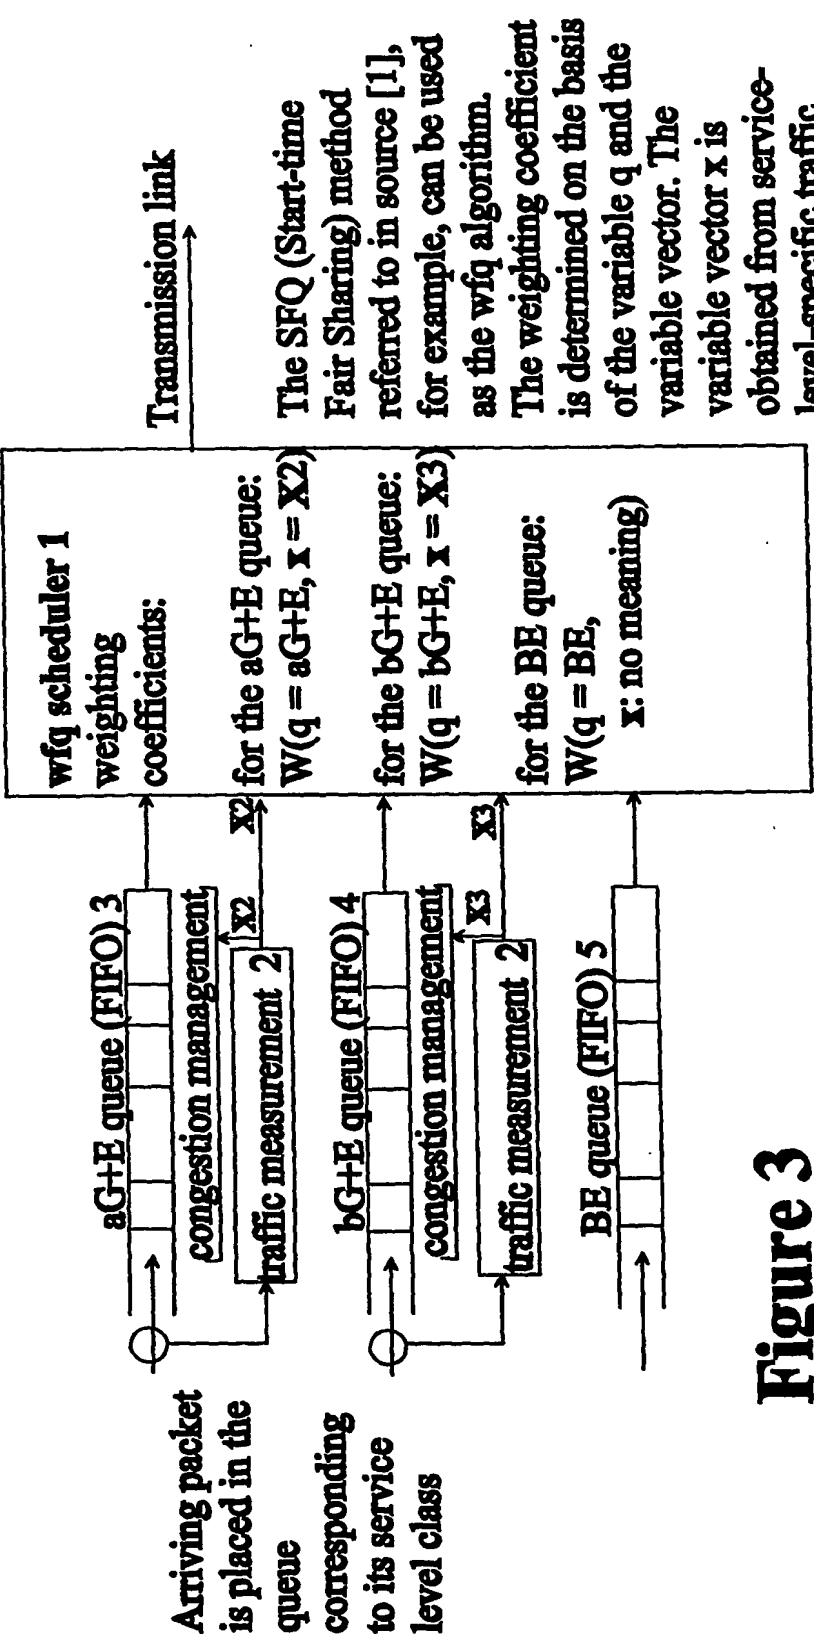 Arriving packet
is placed in the
queue
corresponding
to its service
level class
aG+E queue (FIFO) 3
congestion management
X2
traffic measurement 2
X2
bG+E queue (FIFO) 4
congestion management
X3
traffic measurement 2
X3
BE queue (FIFO) 5
wfq scheduler 1
weighting
coefficients:
for the aG+E queue:
W(q = aG+E, x = X2)
for the bG+E queue:
W(q = bG+E, x = X3)
for the BE queue:
W(q = BE,
x: no meaning)
Transmission link
The SFQ (Start-time
Fair Sharing) method
referred to in source [1],
for example, can be used
as the wfq algorithm.
The weighting coefficient
is determined on the basis
of the variable q and the
variable vector. The
variable vector x is
obtained from service-
level-specific traffic
Figure 3